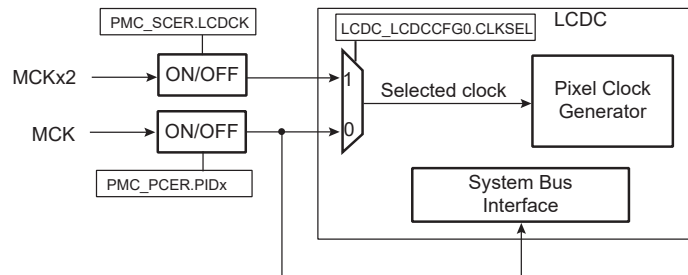 PMC_SCER.LCDCK
LCDC_LCDCCFG0.CLKSEL
LCDC
MCKx2
ON/OFF
1
Selected clock
Pixel Clock
Generator
MCK
ON/OFF
0
PMC_PCER.PIDx
System Bus
Interface